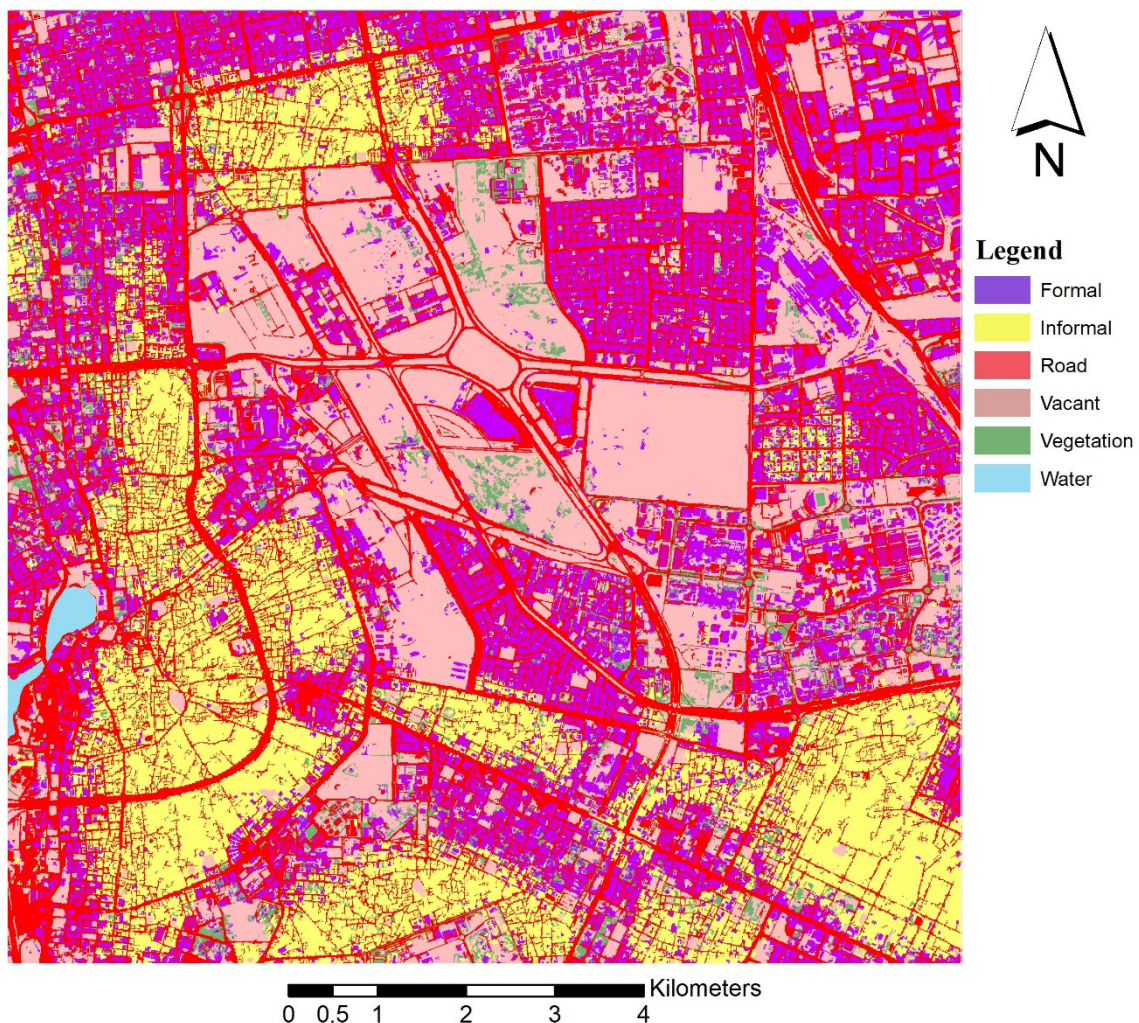 N
Legend
Formal
Informal
Road
Vacant
Vegetation
Water
Kilometers
0 0.5 1 2 3 4